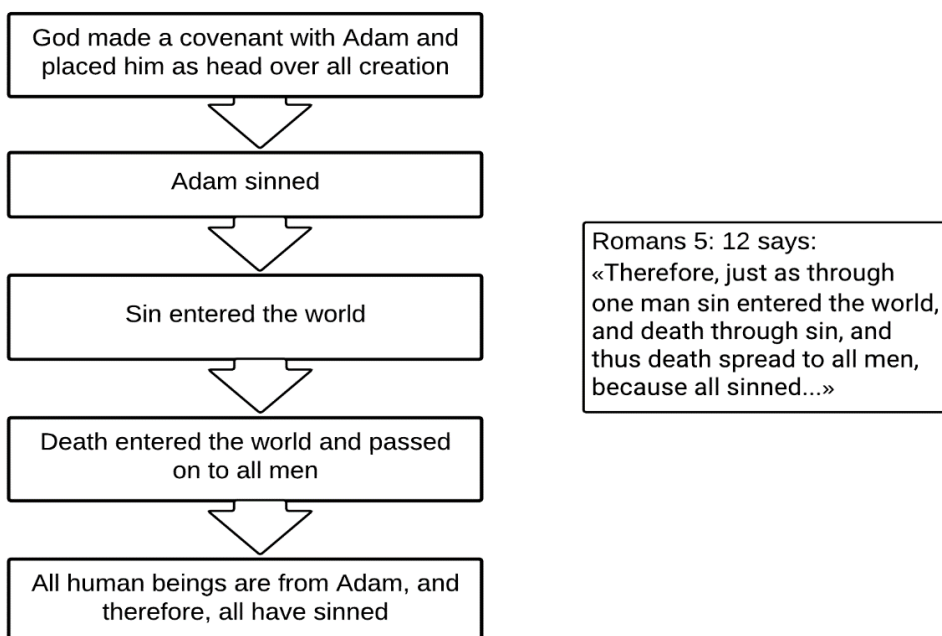 God made a covenant with Adam and
placed him as head over all creation
Adam sinned
Sin entered the world
Death entered the world and passed
on to all men
All human beings are from Adam, and
therefore, all have sinned
Romans 5: 12 says:
«Therefore, just as through
one man sin entered the world,
and death through sin, and
thus death spread to all men,
because all sinned...»